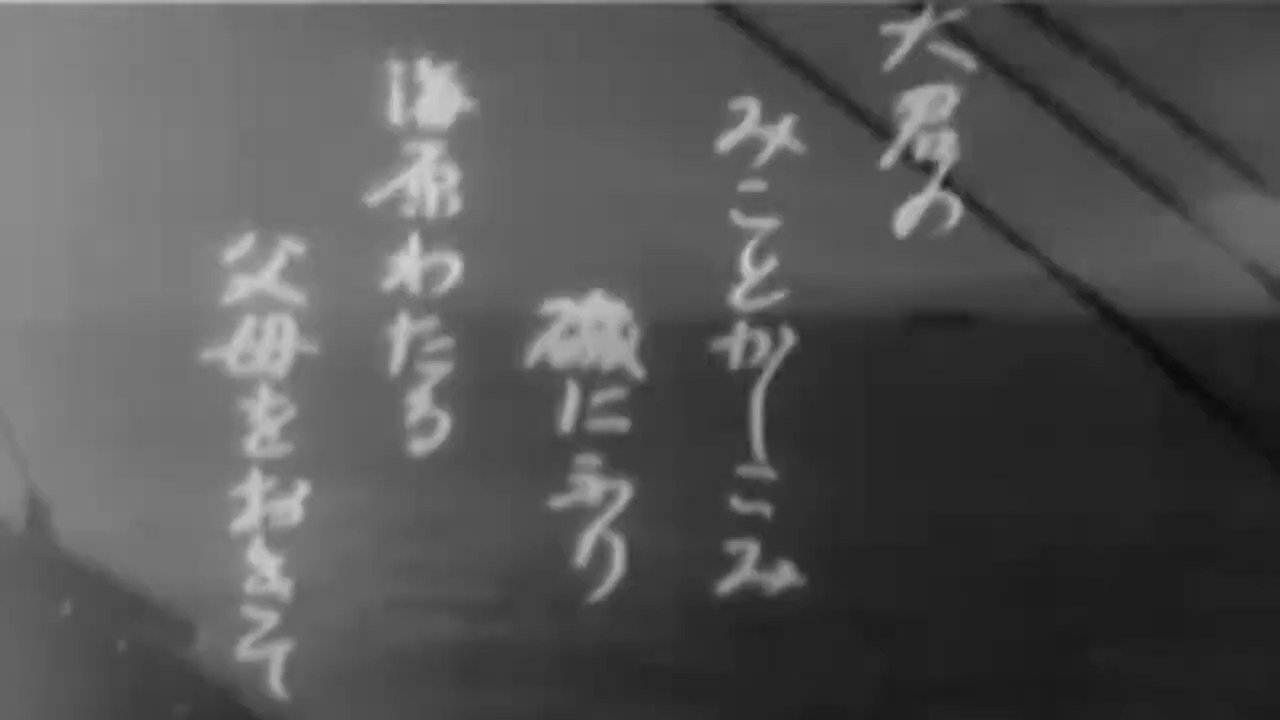 大君の
みことかしこみ
磯にふり
海原わたる
父母をおきて